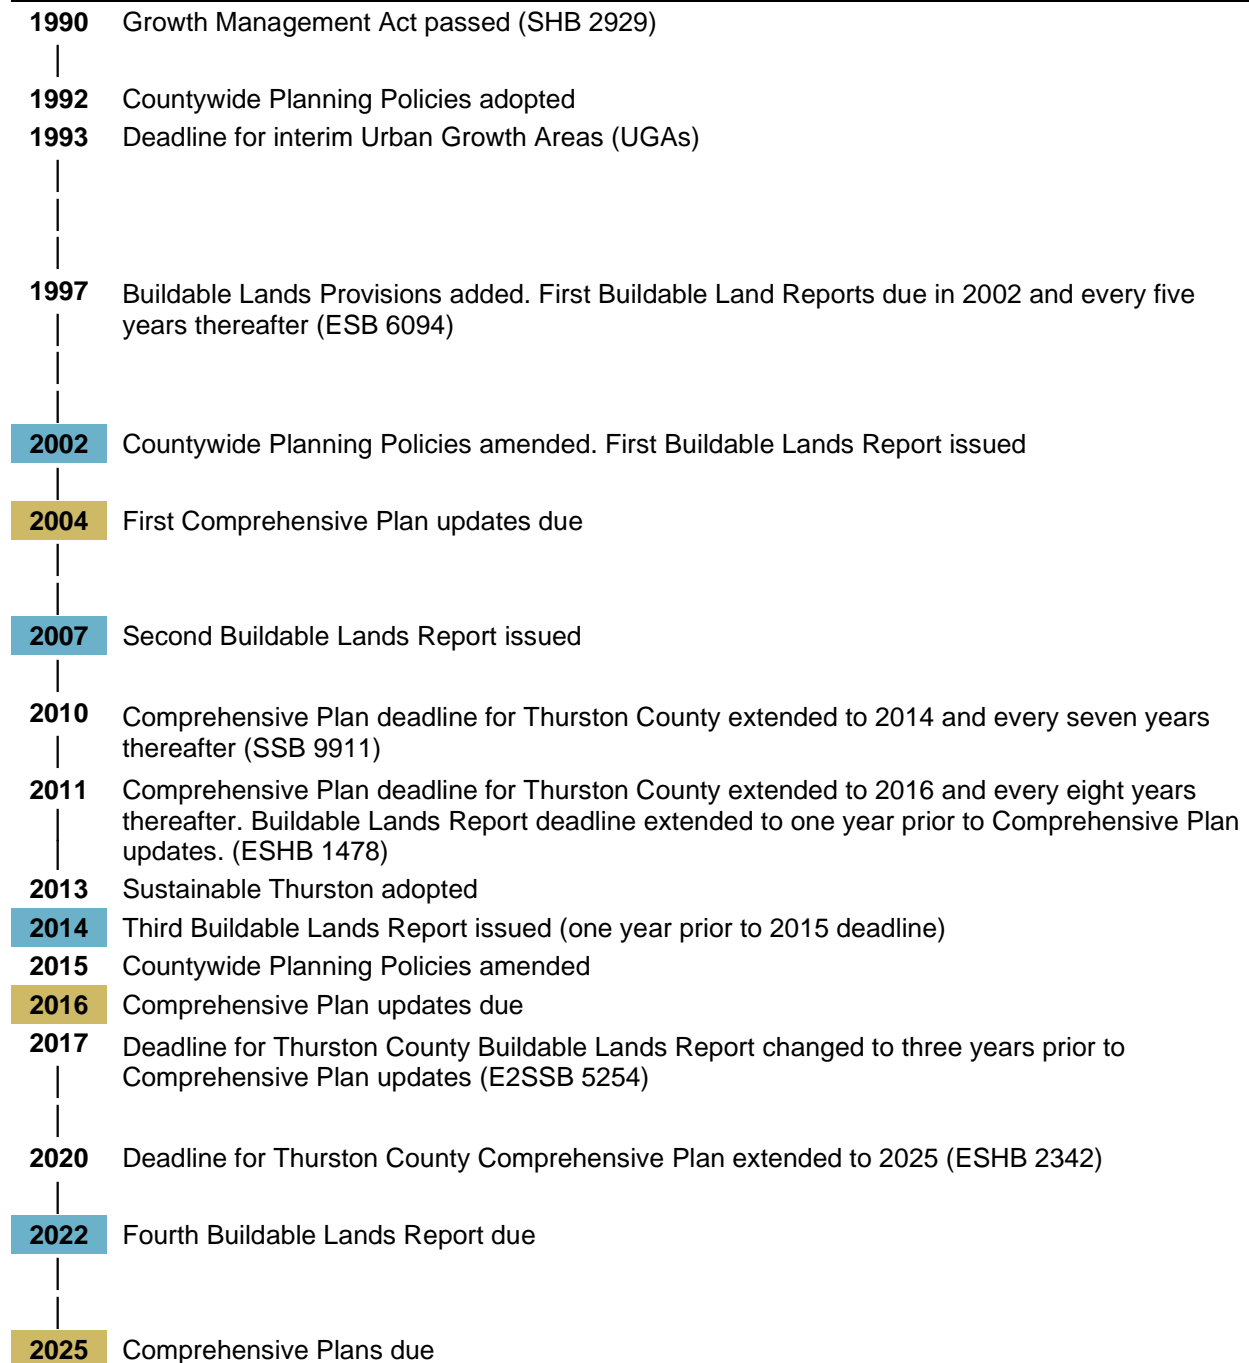 1990 Growth Management Act passed (SHB 2929)
1992 Countywide Planning Policies adopted
1993 Deadline for interim Urban Growth Areas (UGAs)
1997 Buildable Lands Provisions added. First Buildable Land Reports due in 2002 and every five
years thereafter (ESB 6094)
2002 Countywide Planning Policies amended. First Buildable Lands Report issued
2004 First Comprehensive Plan updates due
2007 Second Buildable Lands Report issued
2010 Comprehensive Plan deadline for Thurston County extended to 2014 and every seven years
thereafter (SSB 9911)
2011 Comprehensive Plan deadline for Thurston County extended to 2016 and every eight years
thereafter. Buildable Lands Report deadline extended to one year prior to Comprehensive Plan
updates. (ESHB 1478)
2013 Sustainable Thurston adopted
2014 Third Buildable Lands Report issued (one year prior to 2015 deadline)
2015 Countywide Planning Policies amended
2016 Comprehensive Plan updates due
2017 Deadline for Thurston County Buildable Lands Report changed to three years prior to
Comprehensive Plan updates (E2SSB 5254)
2020 Deadline for Thurston County Comprehensive Plan extended to 2025 (ESHB 2342)
2022 Fourth Buildable Lands Report due
2025 Comprehensive Plans due